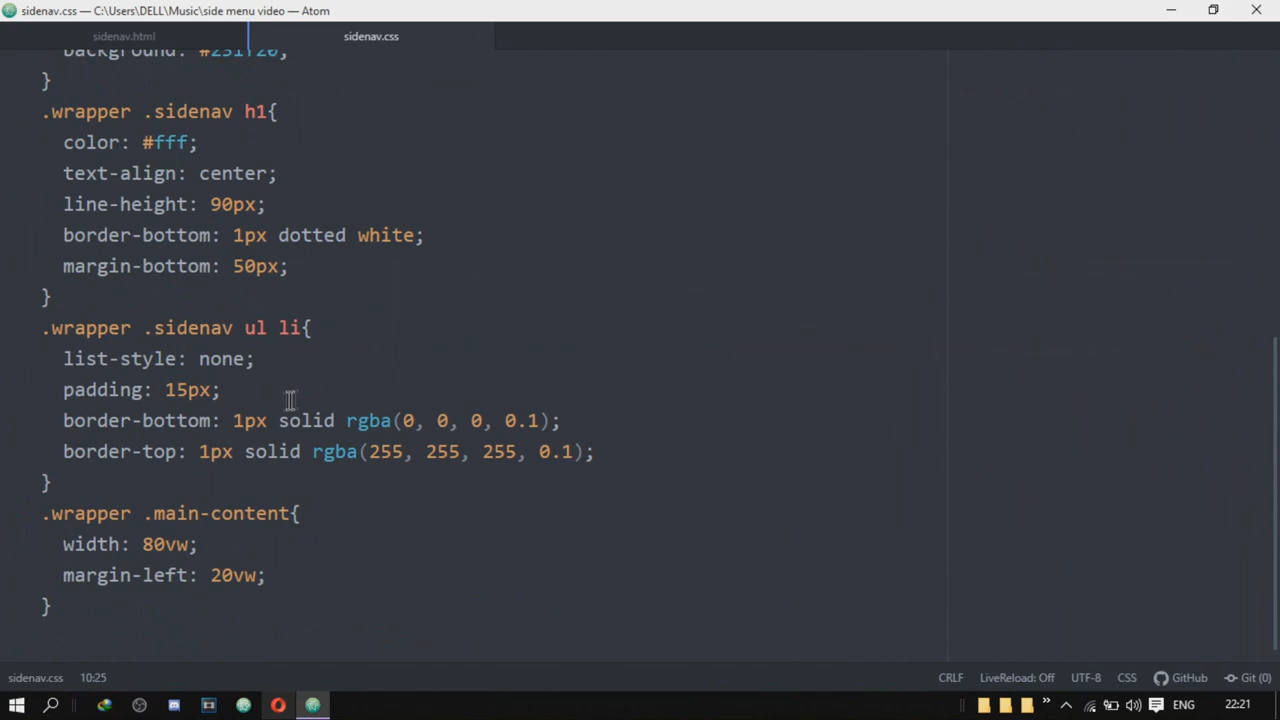 sidenav.css — C:\Users\DELL\Music\side menu video — Atom
sidenav.html
sidenav.css
background: #231f20;
}
.wrapper .sidenav h1{
color: #fff;
text-align: center;
line-height: 90px;
border-bottom: 1px dotted white;
margin-bottom: 50px;
}
.wrapper .sidenav ul li{
list-style: none;
padding: 15px;
border-bottom: 1px solid rgba(0, 0, 0, 0.1);
border-top: 1px solid rgba(255, 255, 255, 0.1);
}
.wrapper .main-content{
width: 80vw;
margin-left: 20vw;
}
sidenav.css 10:25 CRLF LiveReload: Off UTF-8 CSS GitHub Git (0)
ENG 22:21